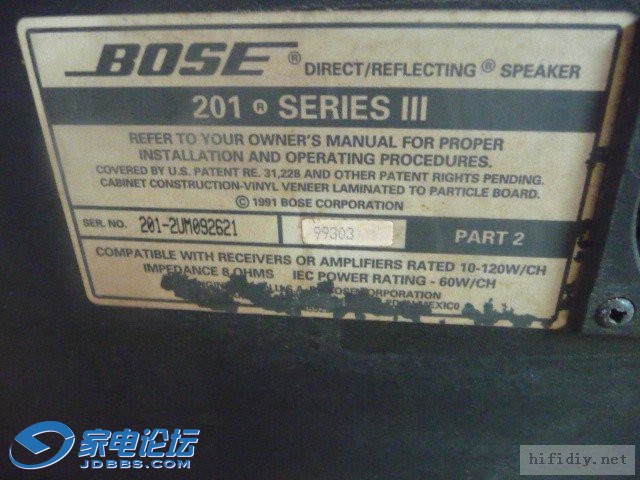 BOSE ® DIRECT/REFLECTING ® SPEAKER
201 ® SERIES III
REFER TO YOUR OWNER'S MANUAL FOR PROPER
INSTALLATION AND OPERATING PROCEDURES.
COVERED BY U.S. PATENT RE. 31,228 AND OTHER PATENT RIGHTS PENDING.
CABINET CONSTRUCTION-VINYL VENEER LAMINATED TO PARTICLE BOARD.
© 1991 BOSE CORPORATION
SER. NO. 201-2UM092621 99303 PART 2
COMPATIBLE WITH RECEIVERS OR AMPLIFIERS RATED 10-120W/CH
IMPEDANCE 8 OHMS IEC POWER RATING - 60W/CH
U.S.A. CORPORATION
MEXICO
家电论坛
JDBBS.COM
hifidiy.net